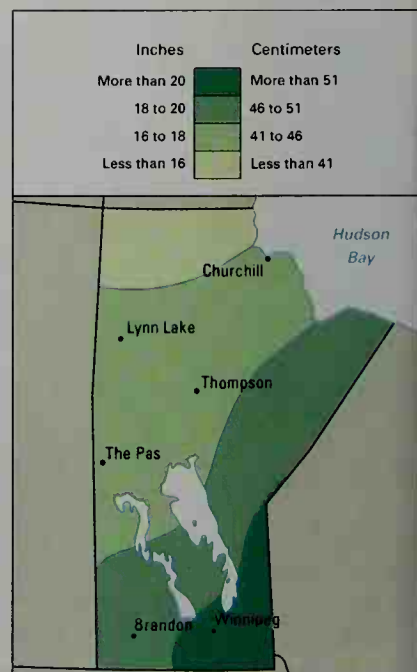 Inches Centimeters
More than 20 More than 51
18 to 20 46 to 51
16 to 18 41 to 46
Less than 16 Less than 41
Hudson
Bay
Churchill
Lynn Lake
Thompson
The Pas
Brandon
Winnipeg